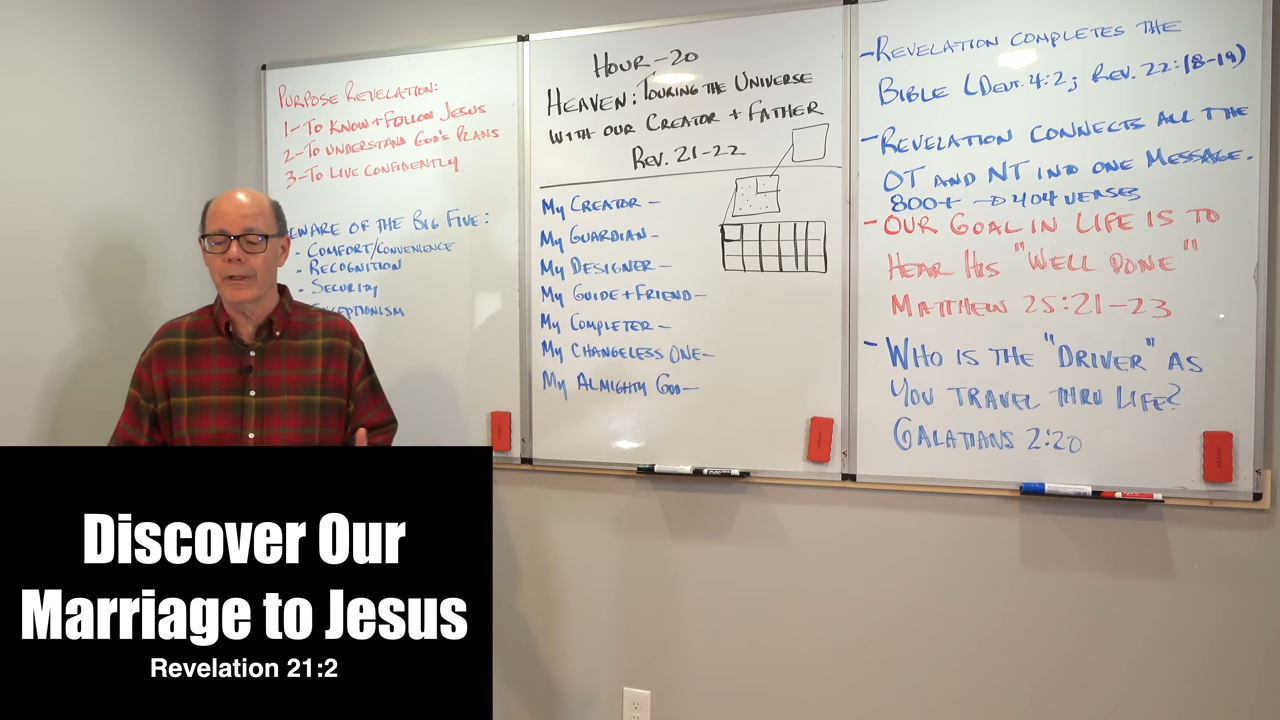 PURPOSE REVELATION:
1-TO KNOW+FOLLOW JESUS
2-TO UNDERSTAND GOD'S PLANS
3-TO LIVE CONFIDENTLY
OF THE BIG FIVE:
- COMFORT/CONVENIENCE
- RECOGNITION
- SECURITY
HOUR-20
HEAVEN: TOURING THE UNIVERSE
WITH OUR CREATOR + FATHER
REV. 21-22
MY CREATOR-
MY GUARDIAN-
MY DESIGNER-
MY GUIDE+FRIEND-
MY COMPLETER-
MY CHANGELESS ONE-
MY ALMIGHTY GOD-
-REVELATION COMPLETES THE
BIBLE (DEUT. 4:2; REV. 22:18-19)
-REVELATION CONNECTS ALL THE
OT AND NT INTO ONE MESSAGE.
800+ → 404 VERSES
-OUR GOAL IN LIFE IS TO
HEAR HIS "WELL DONE"
MATTHEW 25:21-23
-WHO IS THE "DRIVER" AS
YOU TRAVEL THRU LIFE?
GALATIANS 2:20
Discover Our
Marriage to Jesus
Revelation 21:2